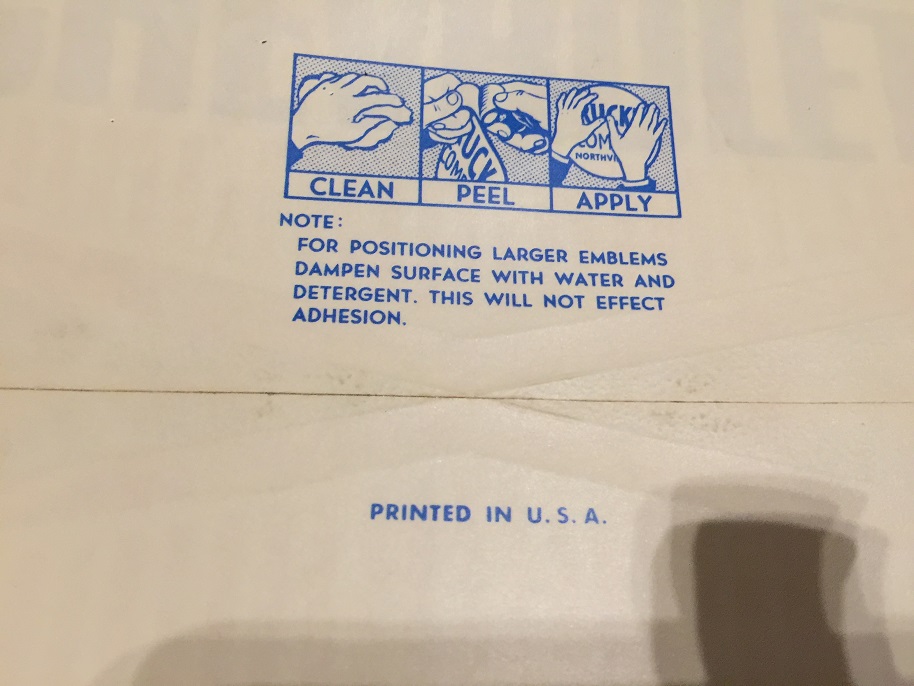 CLEAN PEEL APPLY
NOTE:
FOR POSITIONING LARGER EMBLEMS
DAMPEN SURFACE WITH WATER AND
DETERGENT. THIS WILL NOT EFFECT
ADHESION.
PRINTED IN U.S.A.